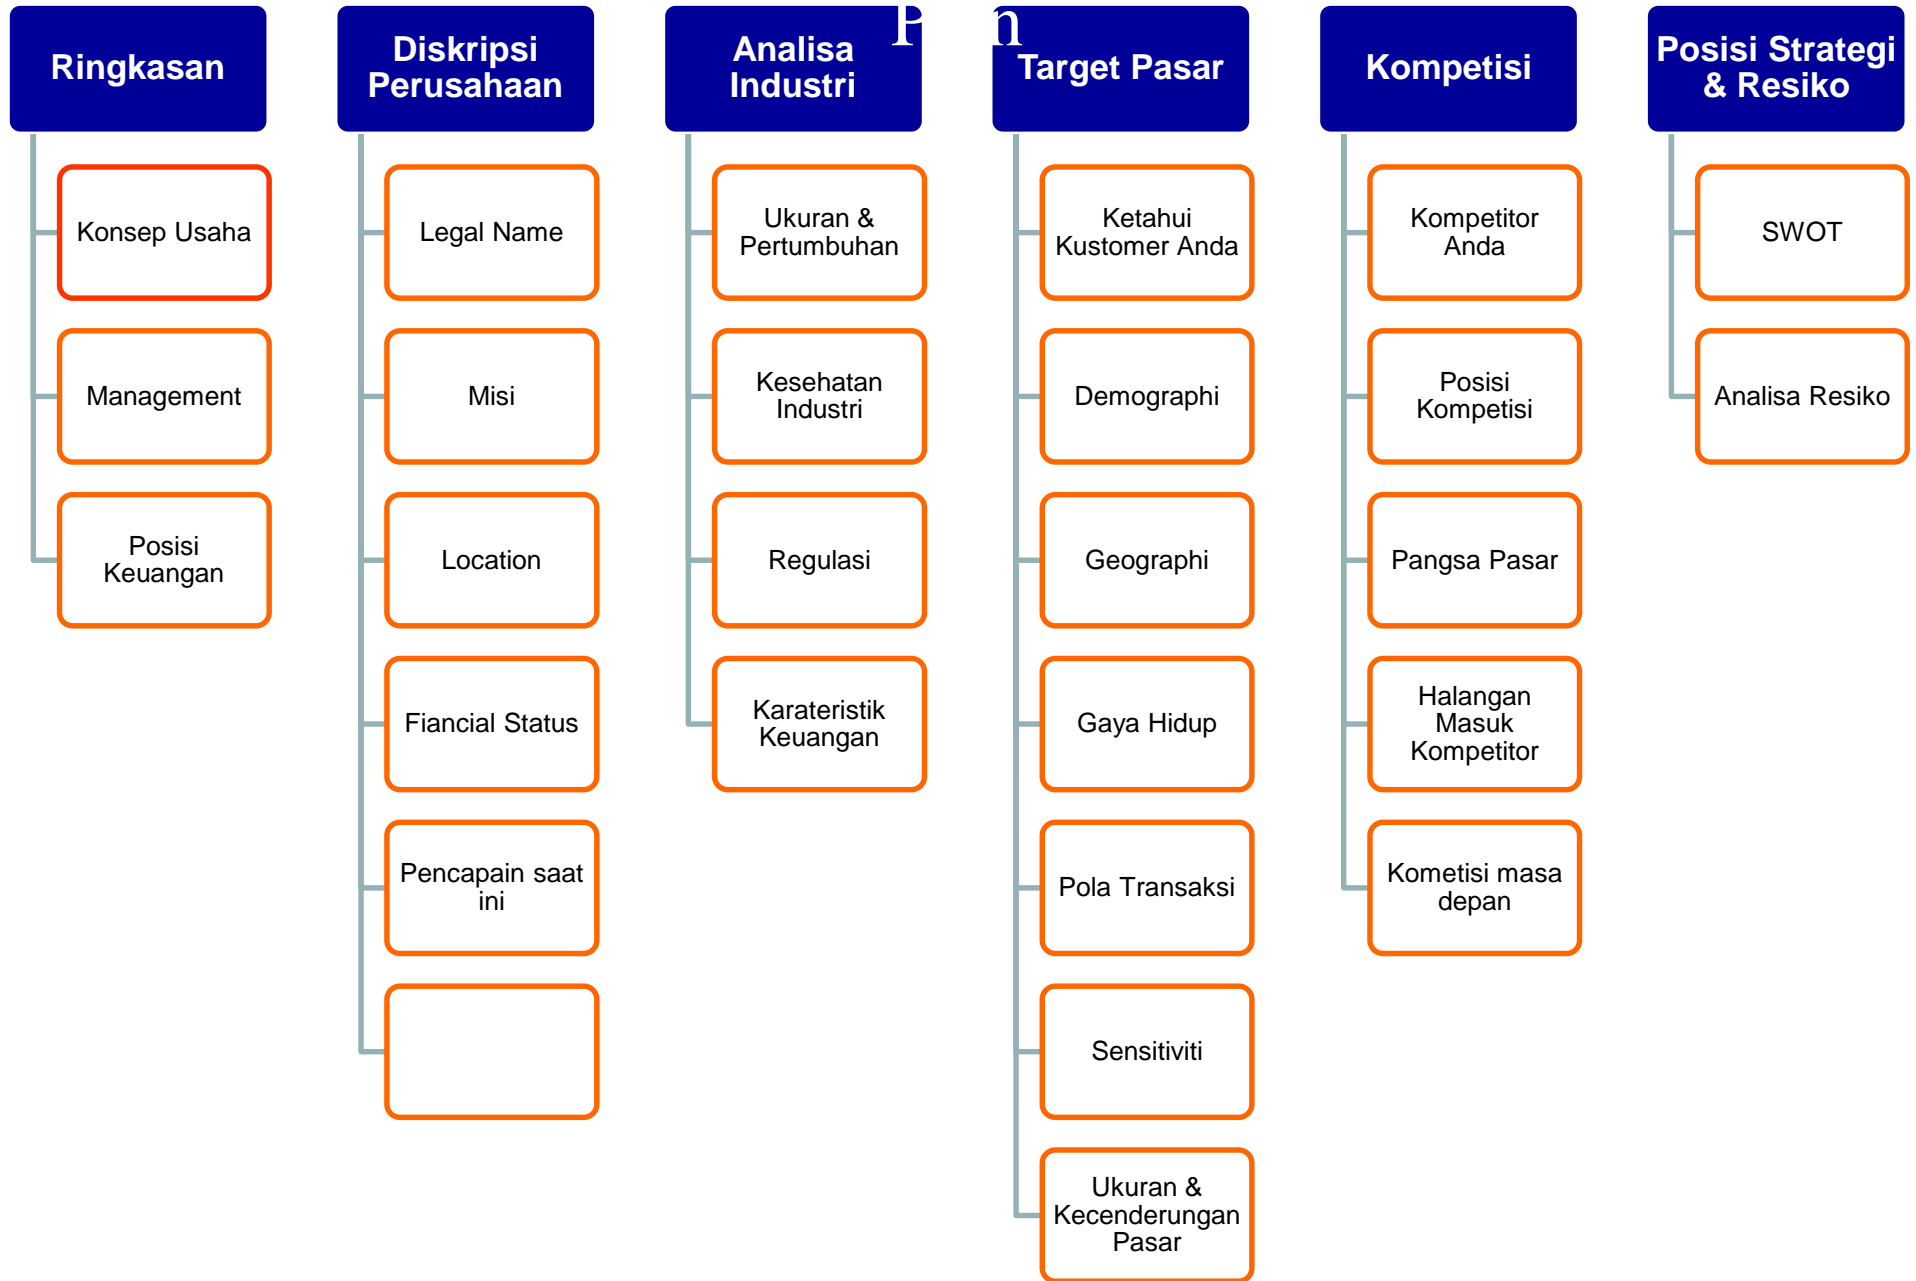 Ringkasan
Konsep Usaha
Management
Posisi
Keuangan
Diskripsi
Perusahaan
Legal Name
Misi
Location
Fiancial Status
Pencapain saat
ini
Analisa
Industri
Ukuran &
Pertumbuhan
Kesehatan
Industri
Regulasi
Karateristik
Keuangan
Target Pasar
Ketahui
Kustomer Anda
Demographi
Geographi
Gaya Hidup
Pola Transaksi
Sensitiviti
Ukuran &
Kecenderungan
Pasar
Kompetisi
Kompetitor
Anda
Posisi
Kompetisi
Pangsa Pasar
Halangan
Masuk
Kompetitor
Kometisi masa
depan
Posisi Strategi
& Resiko
SWOT
Analisa Resiko